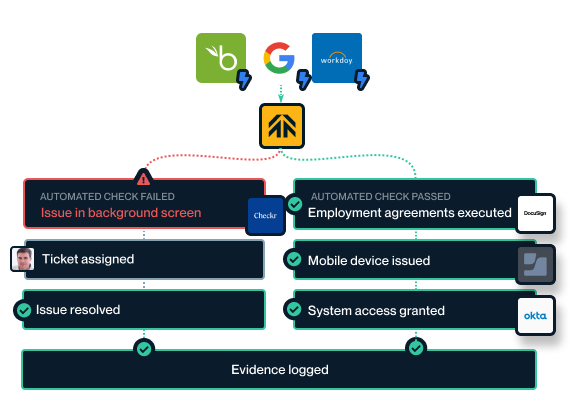 b
G
workday
AUTOMATED CHECK FAILED
Issue in background screen
Checkr
AUTOMATED CHECK PASSED
Employment agreements executed
DocuSign
Ticket assigned
Mobile device issued
Issue resolved
System access granted
okta
Evidence logged